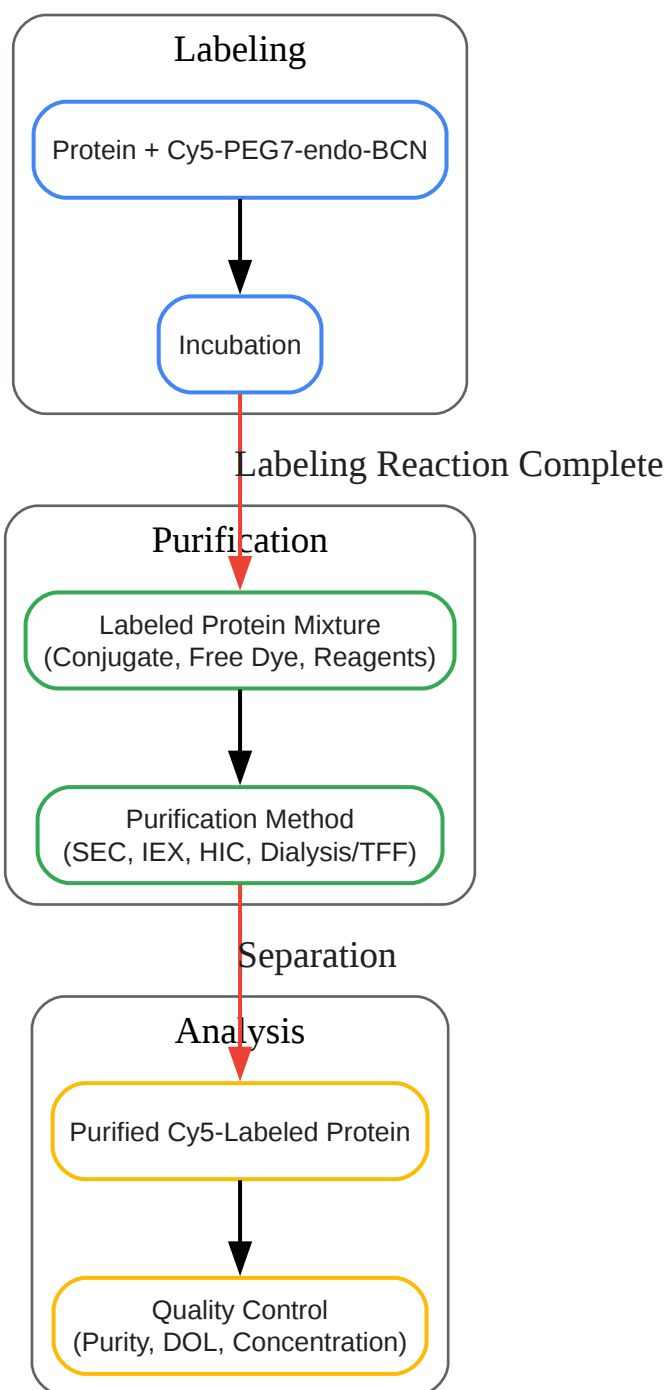 Labeling
Protein + Cy5-PEG7-endo-BCN
Incubation
Labeling Reaction Complete
Purification
Labeled Protein Mixture
(Conjugate, Free Dye, Reagents)
Purification Method
(SEC, IEX, HIC, Dialysis/TFF)
Separation
Analysis
Purified Cy5-Labeled Protein
Quality Control
(Purity, DOL, Concentration)